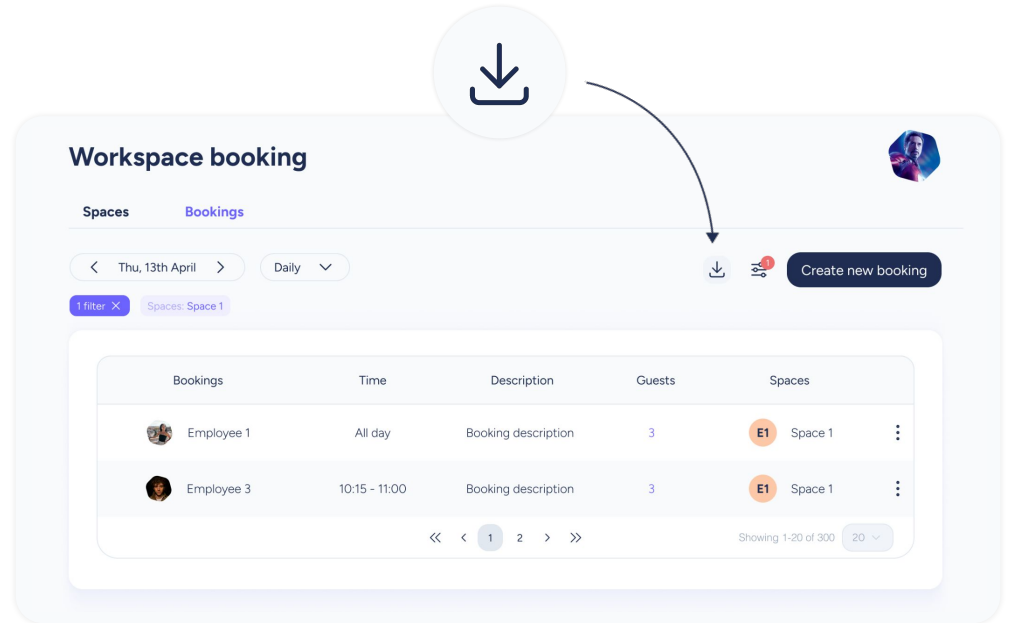 Workspace booking
Spaces Bookings
Thu, 13th April Daily 1 Create new booking
1 filter Spaces: Space 1
Bookings Time Description Guests Spaces
Employee 1 All day Booking description 3 E1 Space 1
Employee 3 10:15 - 11:00 Booking description 3 E1 Space 1
1 2 Showing 1-20 of 300 20